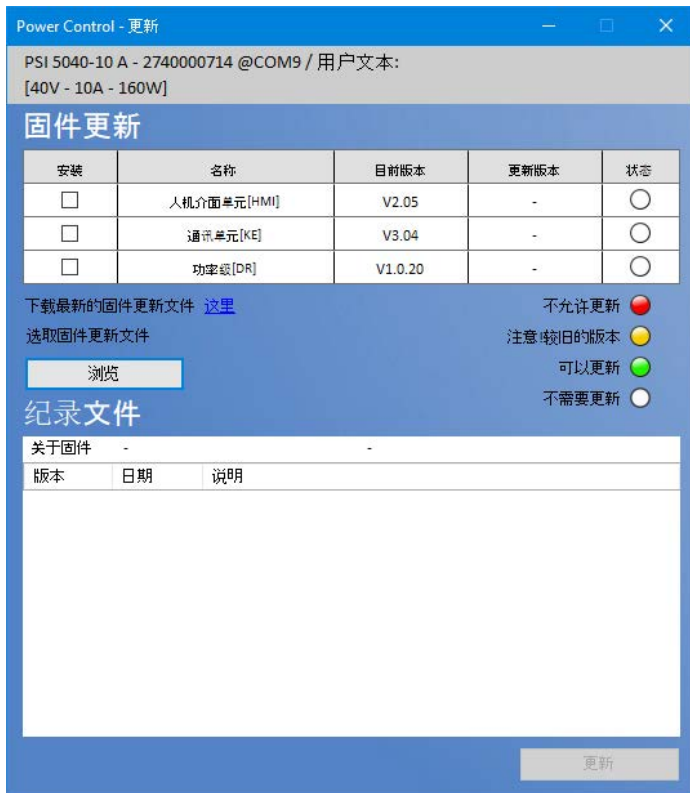 Power Control - 更新
PSI 5040-10 A - 2740000714 @COM9 / 用户文本:
[40V - 10A - 160W]
固件更新
安装 名称 目前版本 更新版本 状态
人机介面单元[HMI] V2.05 -
通讯单元[KE] V3.04 -
功率级[DR] V1.0.20 -
下载最新的固件更新文件 这里 不允许更新
选取固件更新文件 注意!较旧的版本
浏览 可以更新
不需要更新
纪录文件
关于固件 - -
版本 日期 说明
更新